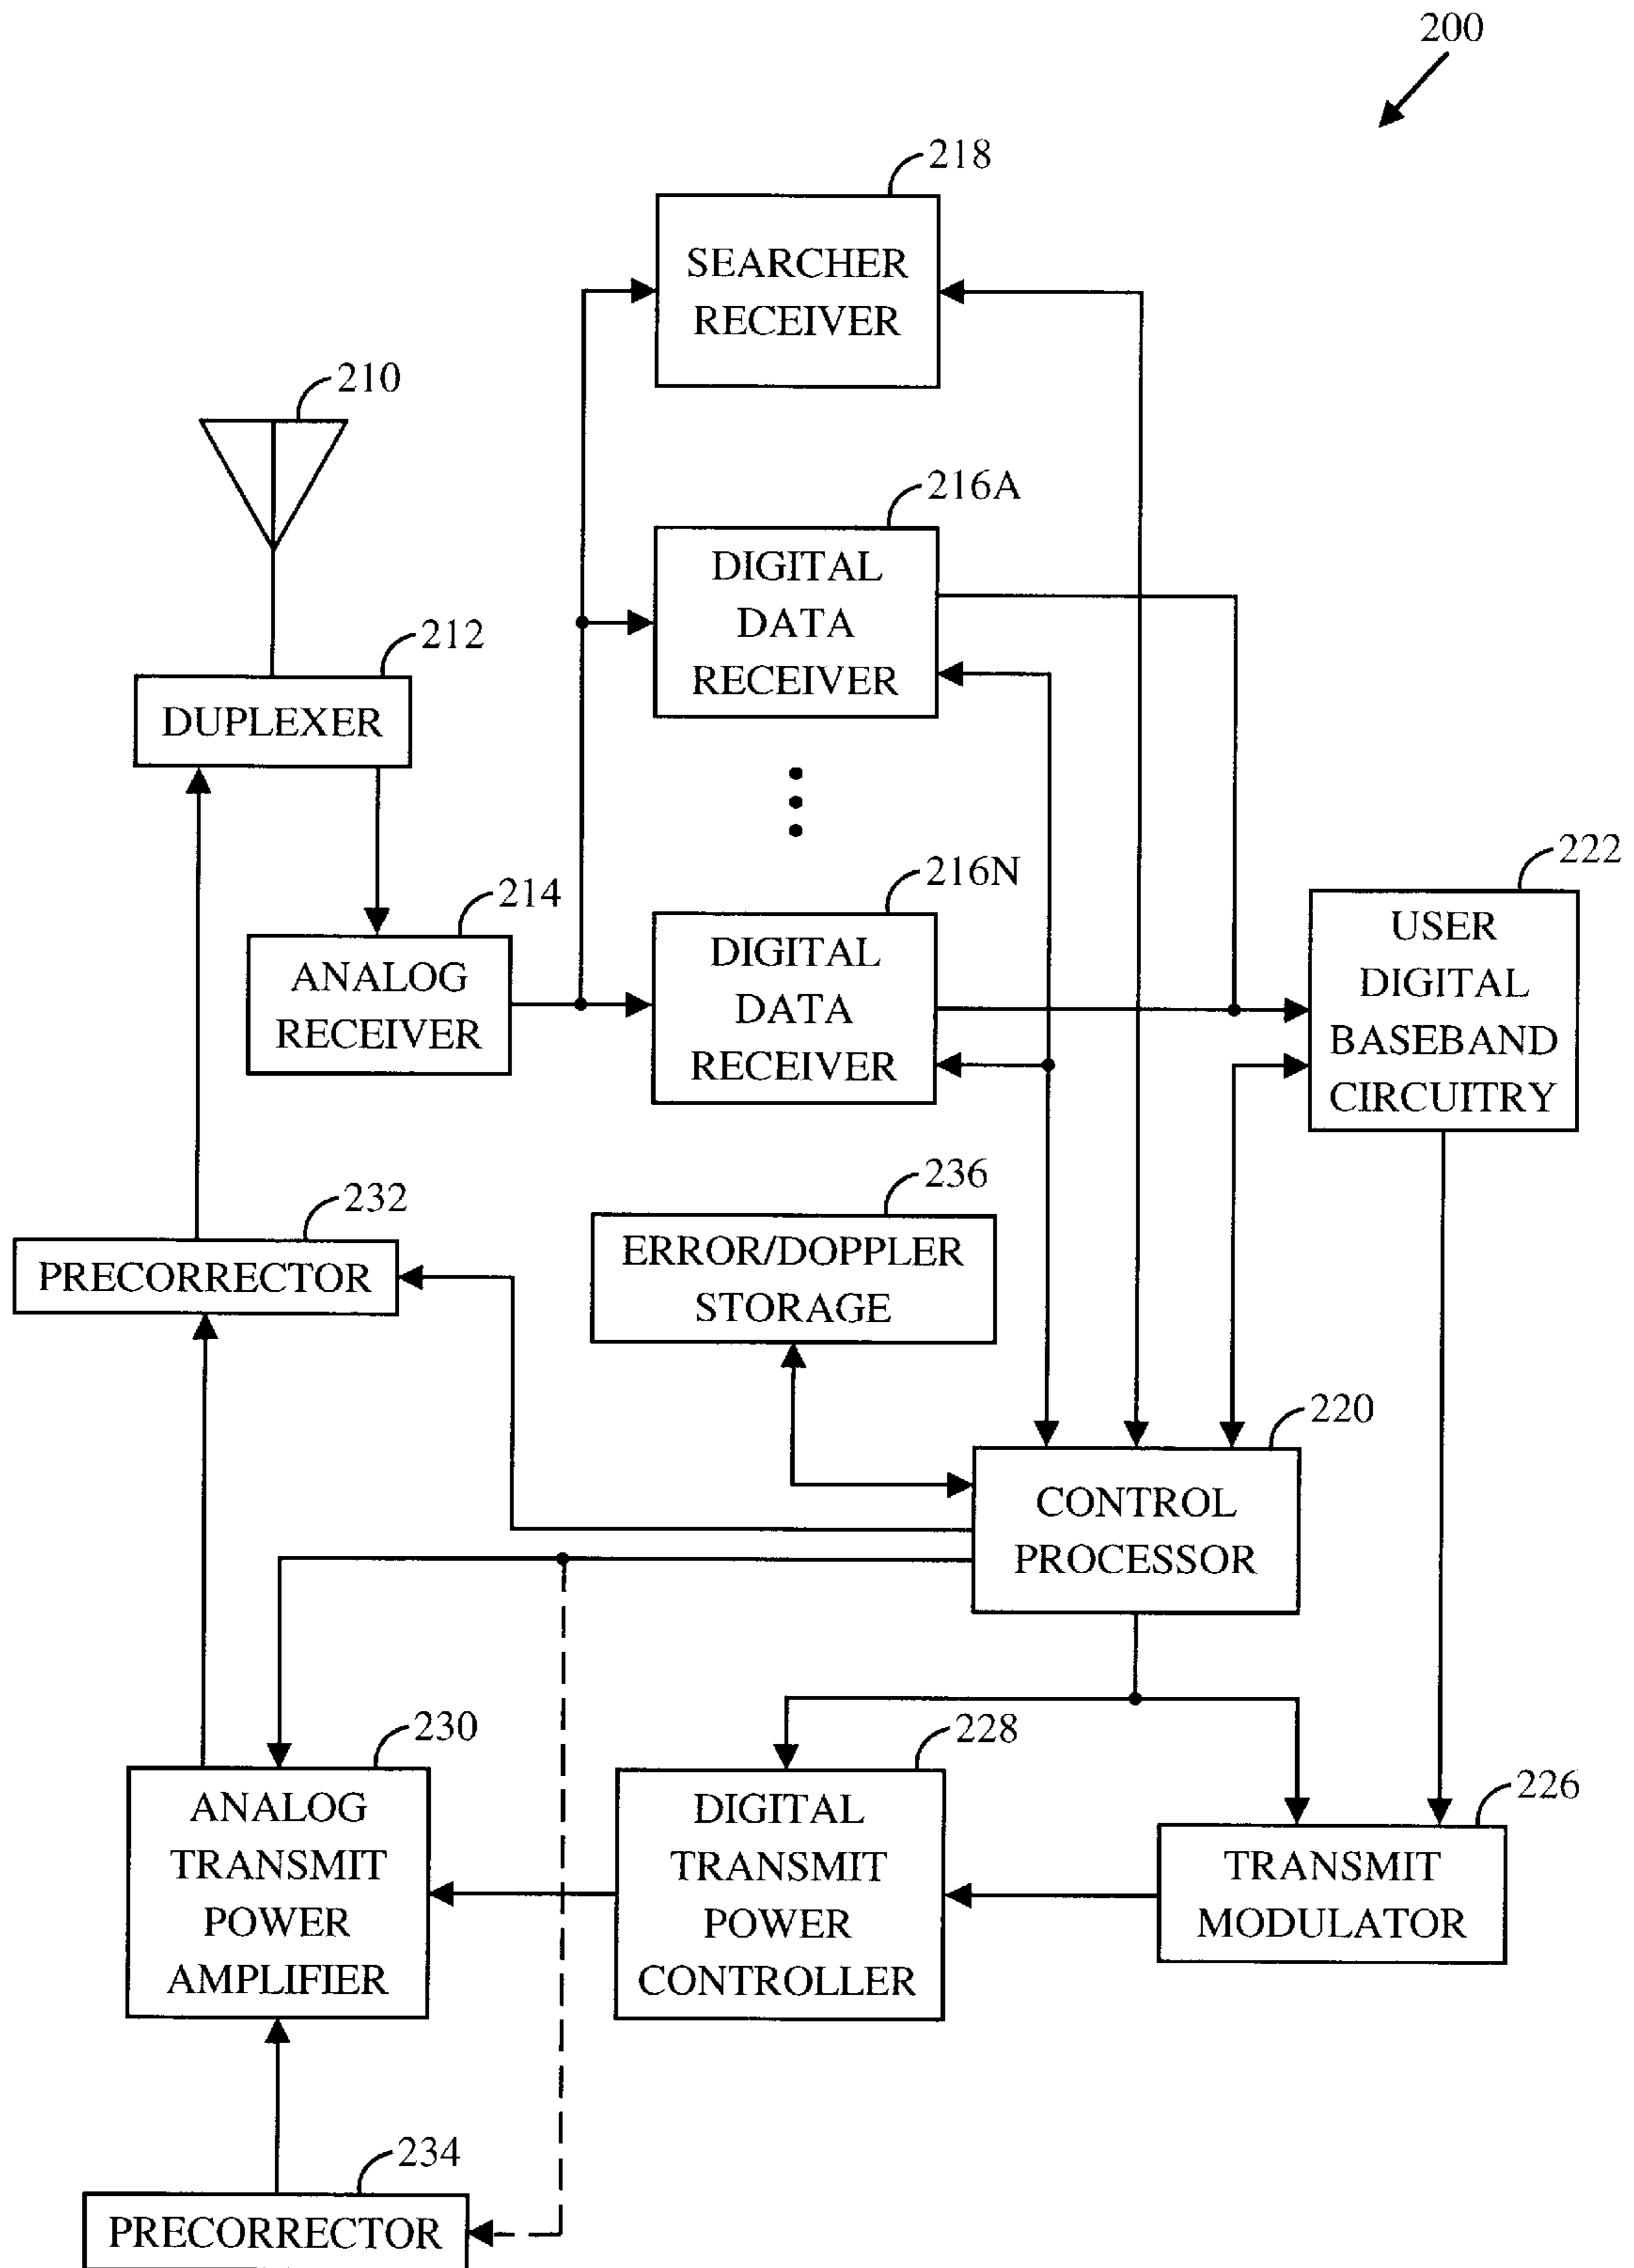 200
218
SEARCHER
RECEIVER
210
216A
DIGITAL
DATA
RECEIVER
212
DUPLEXER
216N
DIGITAL
DATA
RECEIVER
214
ANALOG
RECEIVER
222
USER
DIGITAL
BASEBAND
CIRCUITRY
236
ERROR/DOPPLER
STORAGE
232
PRECORRECTOR
220
CONTROL
PROCESSOR
230
ANALOG
TRANSMIT
POWER
AMPLIFIER
228
DIGITAL
TRANSMIT
POWER
CONTROLLER
226
TRANSMIT
MODULATOR
234
PRECORRECTOR